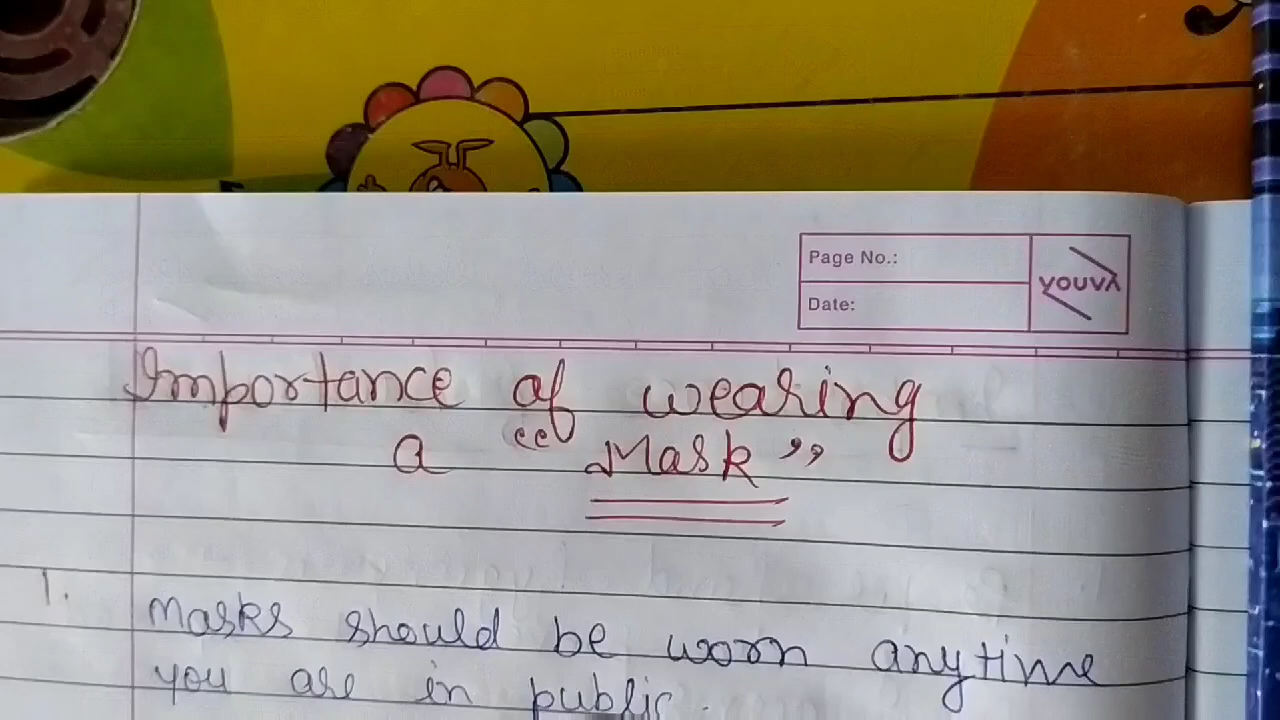 Page No.:
Date:
YOUVA
Importance of wearing
a “Mask”
1. Masks should be worn anytime
you are in public.